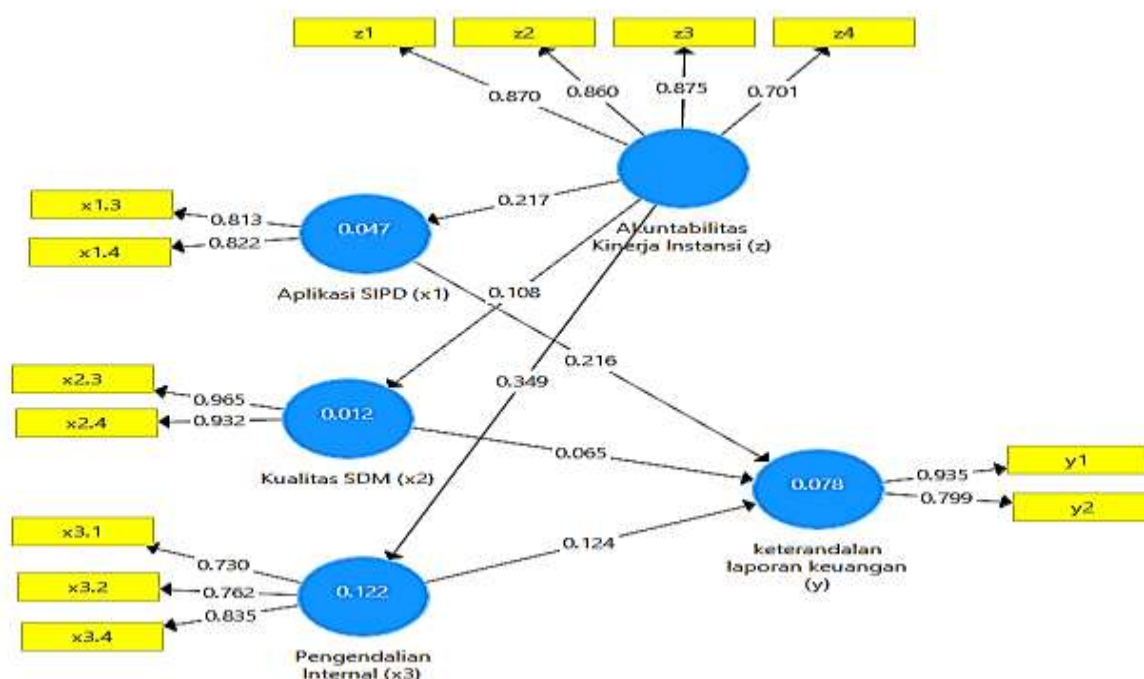 z1
z2
z3
z4
0.870
0.860
0.875
0.701
x1.3
x1.4
0.813
0.822
0.047
0.217
Akuntabilitas
Kinerja Instansi (z)
Aplikasi SIPD (x1)
0.108
0.216
0.349
x2.3
x2.4
0.965
0.932
0.012
Kualitas SDM (x2)
0.065
0.078
0.935
0.799
y1
y2
keterandalan
laporan keuangan
(y)
0.124
x3.1
x3.2
x3.4
0.730
0.762
0.835
0.122
Pengendalian
Internal (x3)